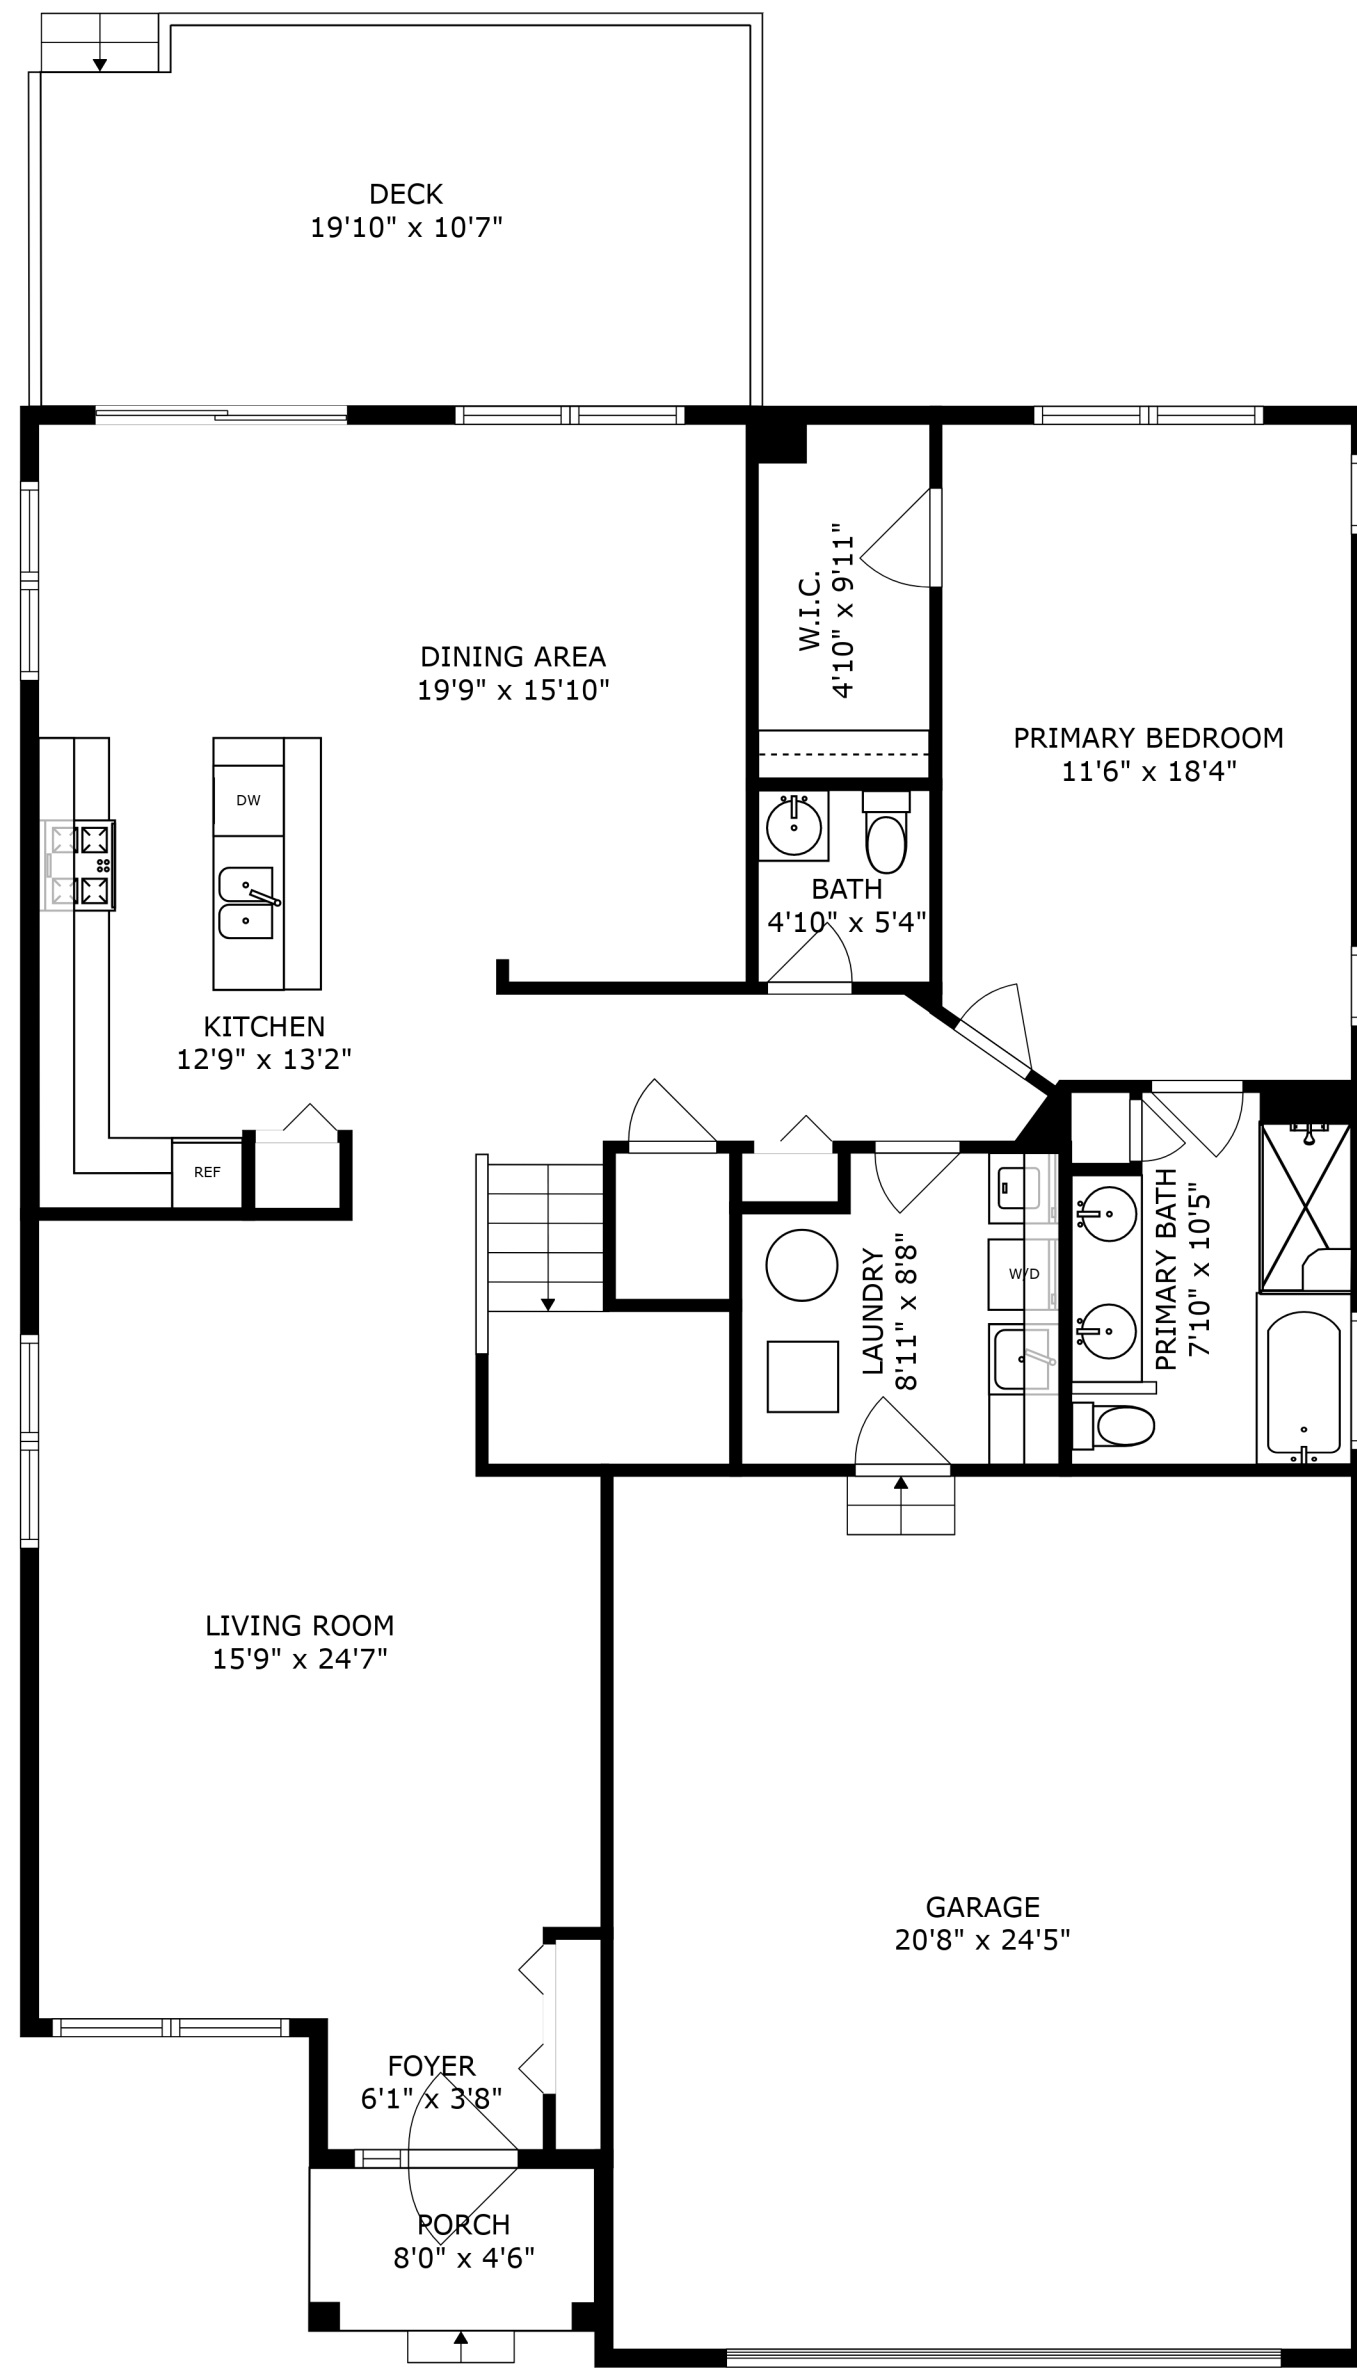 DECK
19'10" x 10'7"
DINING AREA
19'9" x 15'10"
W.I.C.
4'10" x 9'11"
PRIMARY BEDROOM
11'6" x 18'4"
DW
BATH
4'10" x 5'4"
KITCHEN
12'9" x 13'2"
REF
LAUNDRY
8'11" x 8'8"
W/D
PRIMARY BATH
7'10" x 10'5"
LIVING ROOM
15'9" x 24'7"
GARAGE
20'8" x 24'5"
FOYER
6'1" x 3'8"
PORCH
8'0" x 4'6"